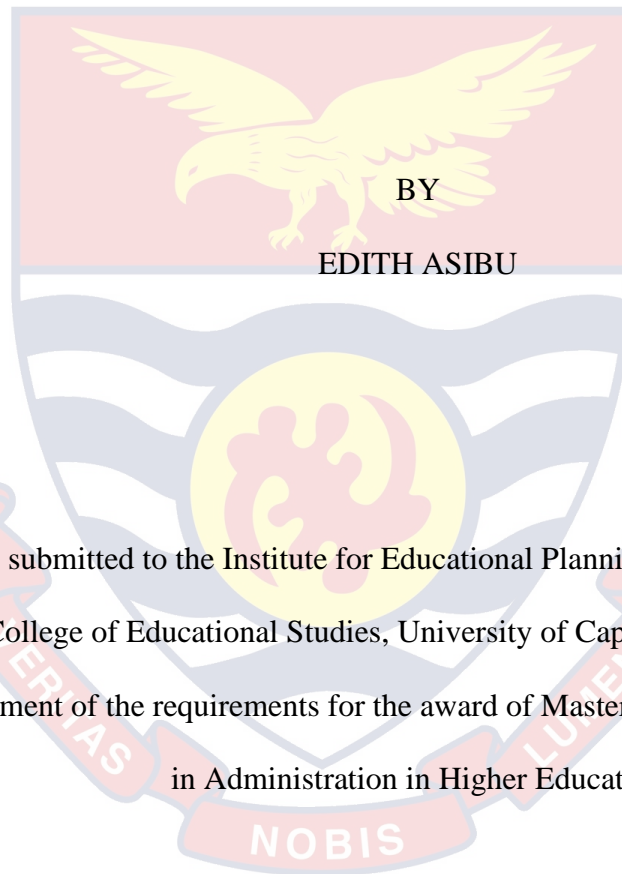 BY
EDITH ASIBU
submitted to the Institute for Educational Planni
College of Educational Studies, University of Cap
ment of the requirements for the award of Master
in Administration in Higher Educat
NOBIS
LUMEN